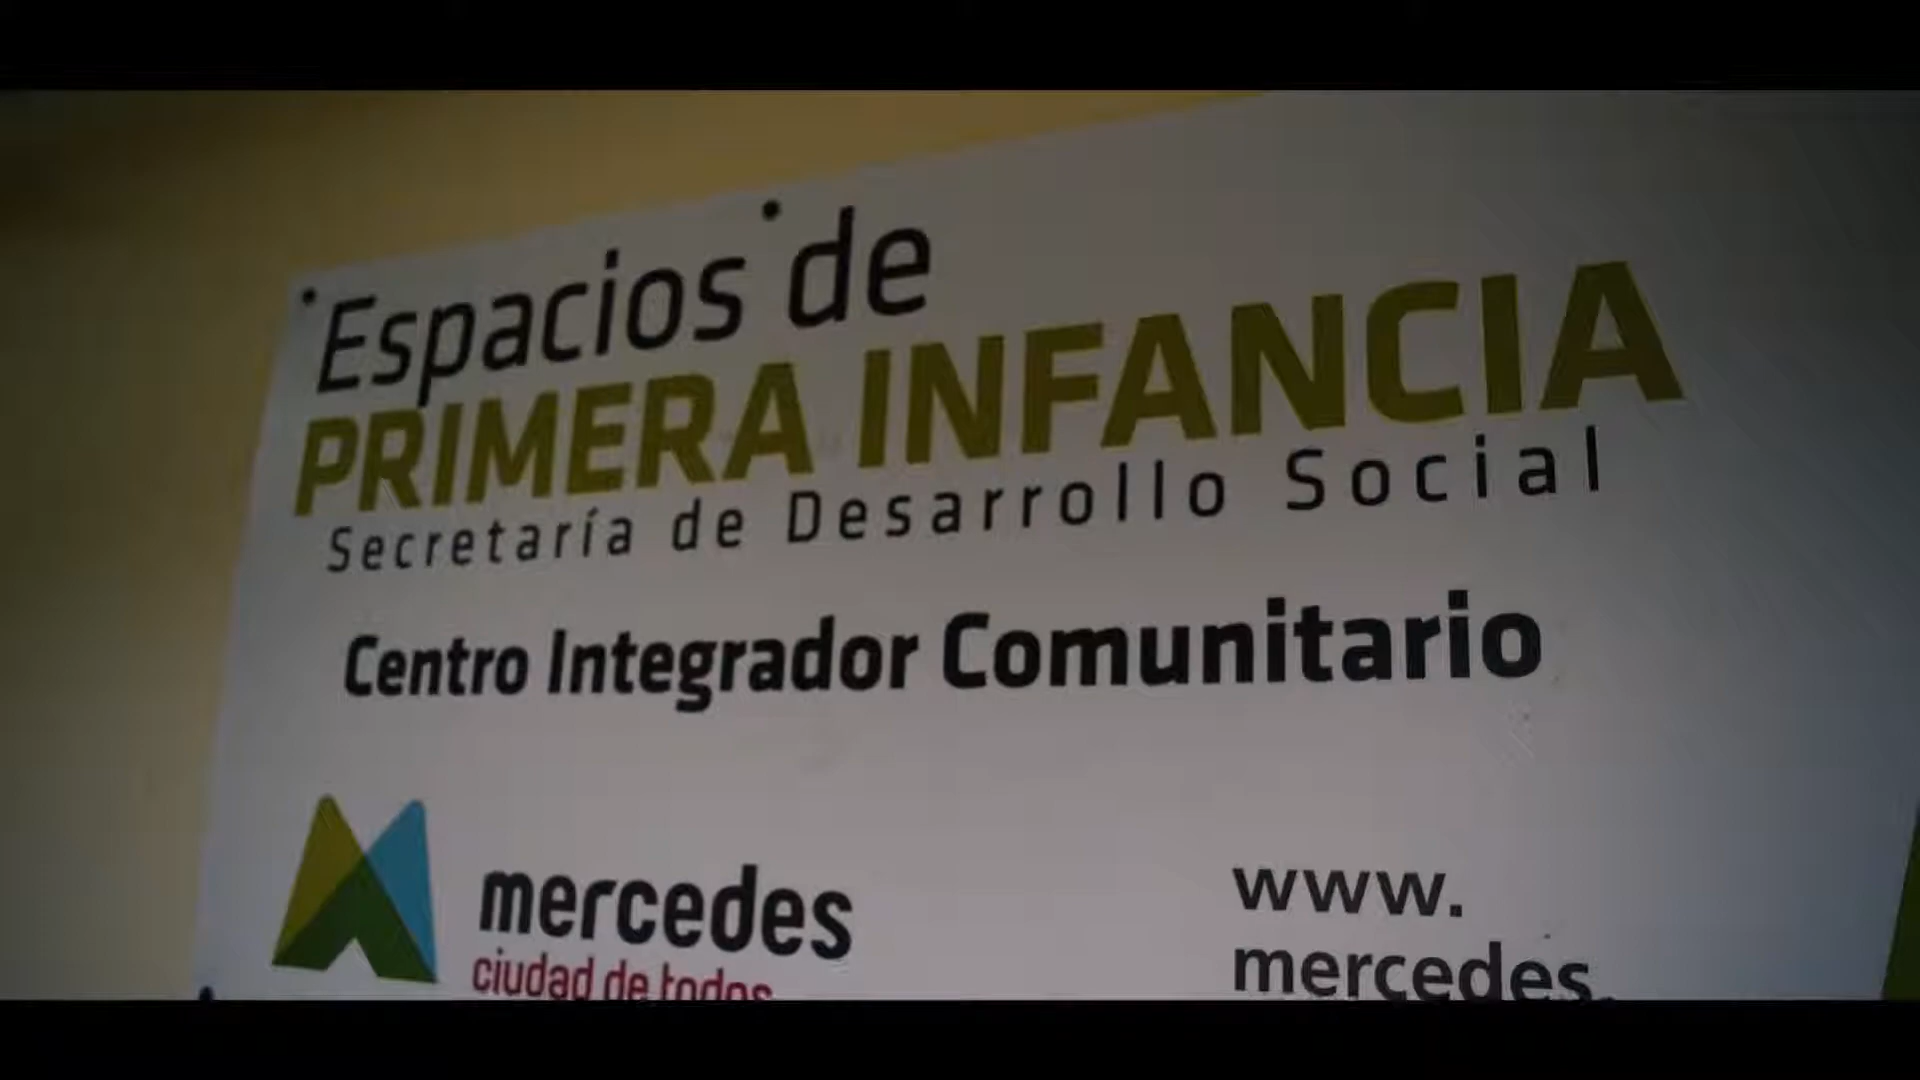 Espacios de
PRIMERA INFANCIA
Secretaría de Desarrollo Social
Centro Integrador Comunitario
mercedes
ciudad de todos
www.
mercedes.